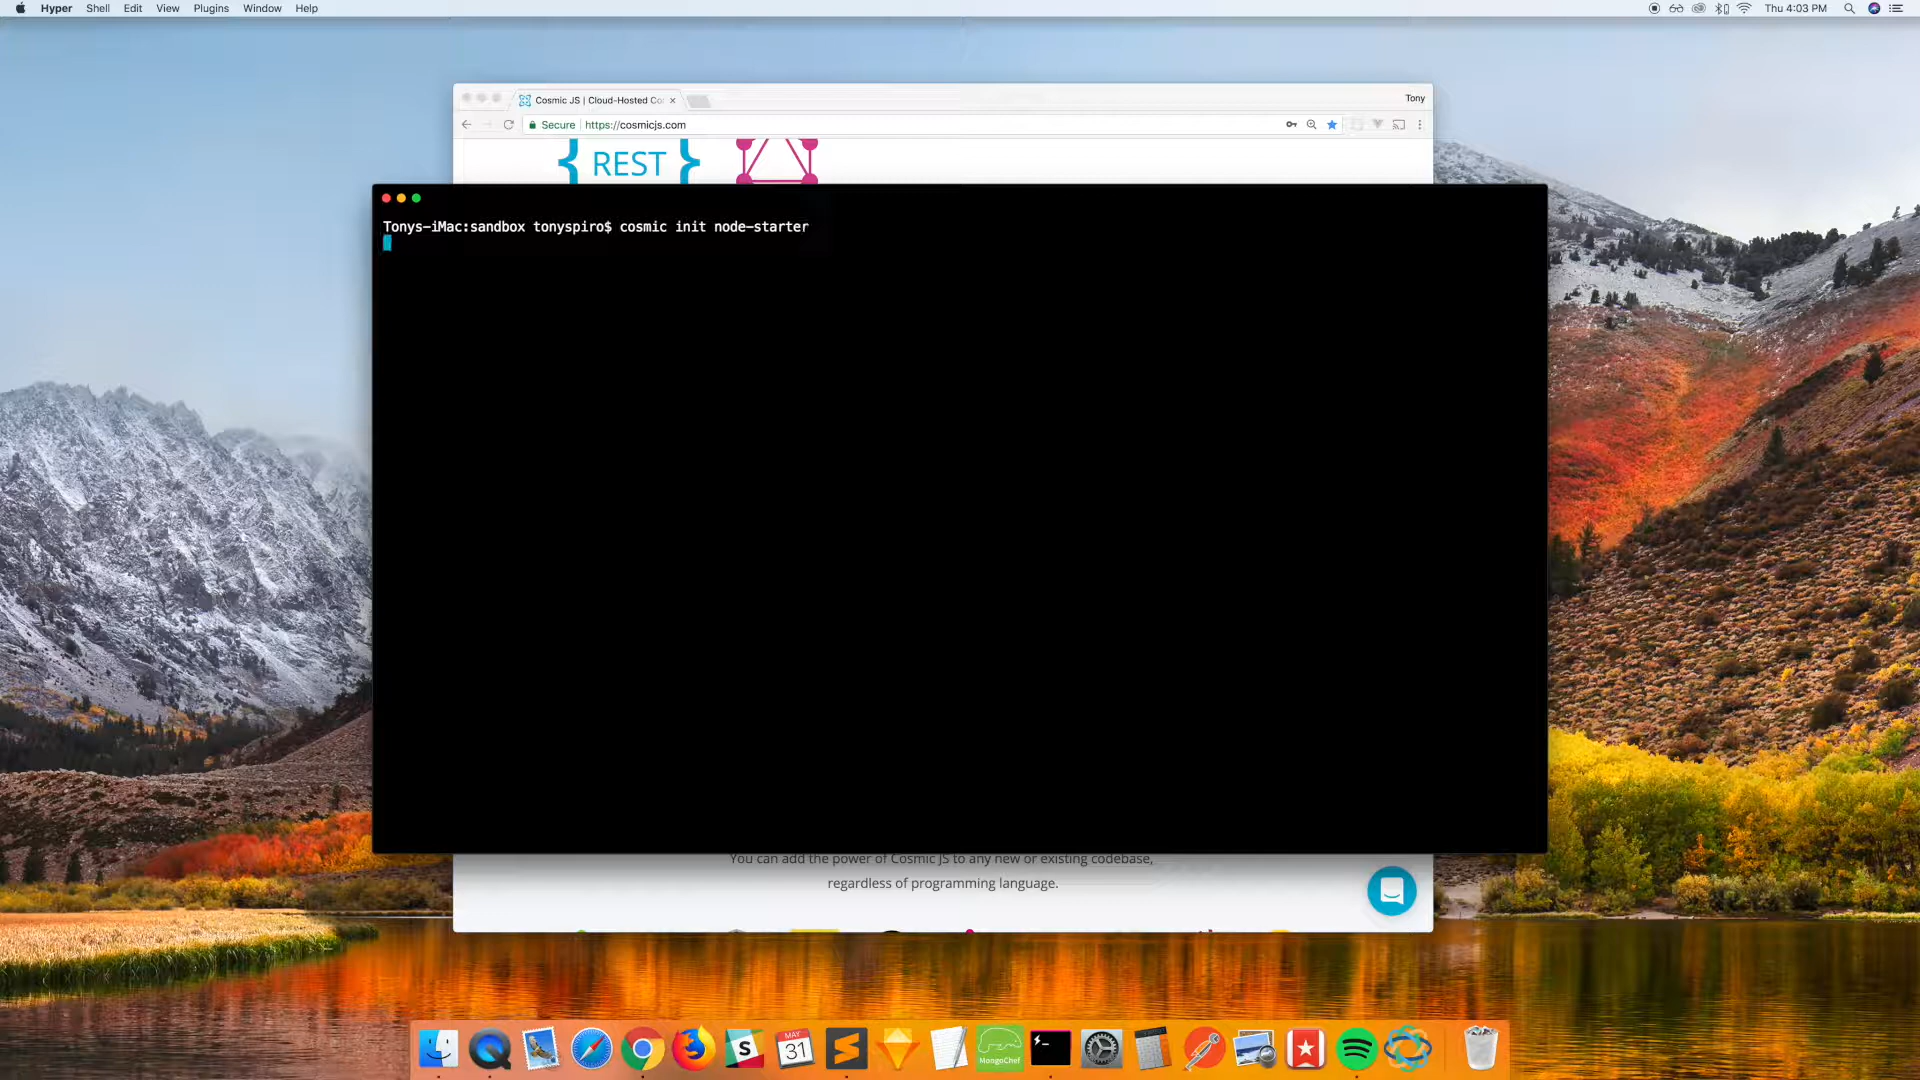 Hyper Shell Edit View Plugins Window Help
Thu 4:03 PM
Cosmic JS | Cloud-Hosted Co
Tony
Secure https://cosmicjs.com
{ REST }
Tonys-iMac:sandbox tonyspiro$ cosmic init node-starter
You can add the power of Cosmic JS to any new or existing codebase,
regardless of programming language.
MAY
31
MongoChef